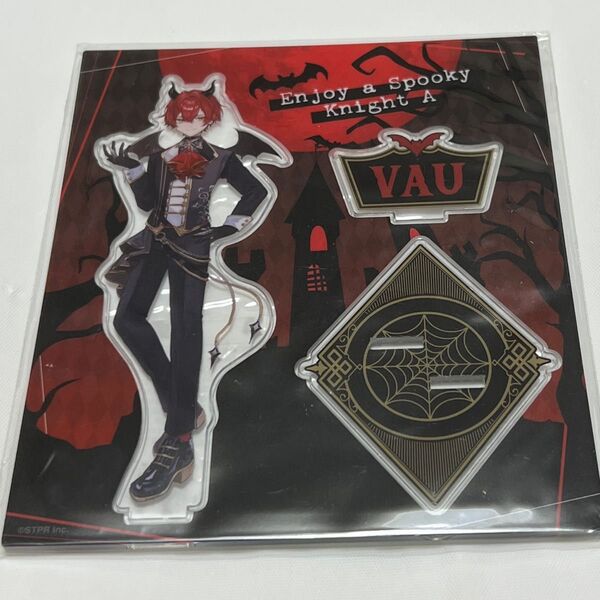 Enjoy a Spooky
Knight A
VAU
©STPR Inc.